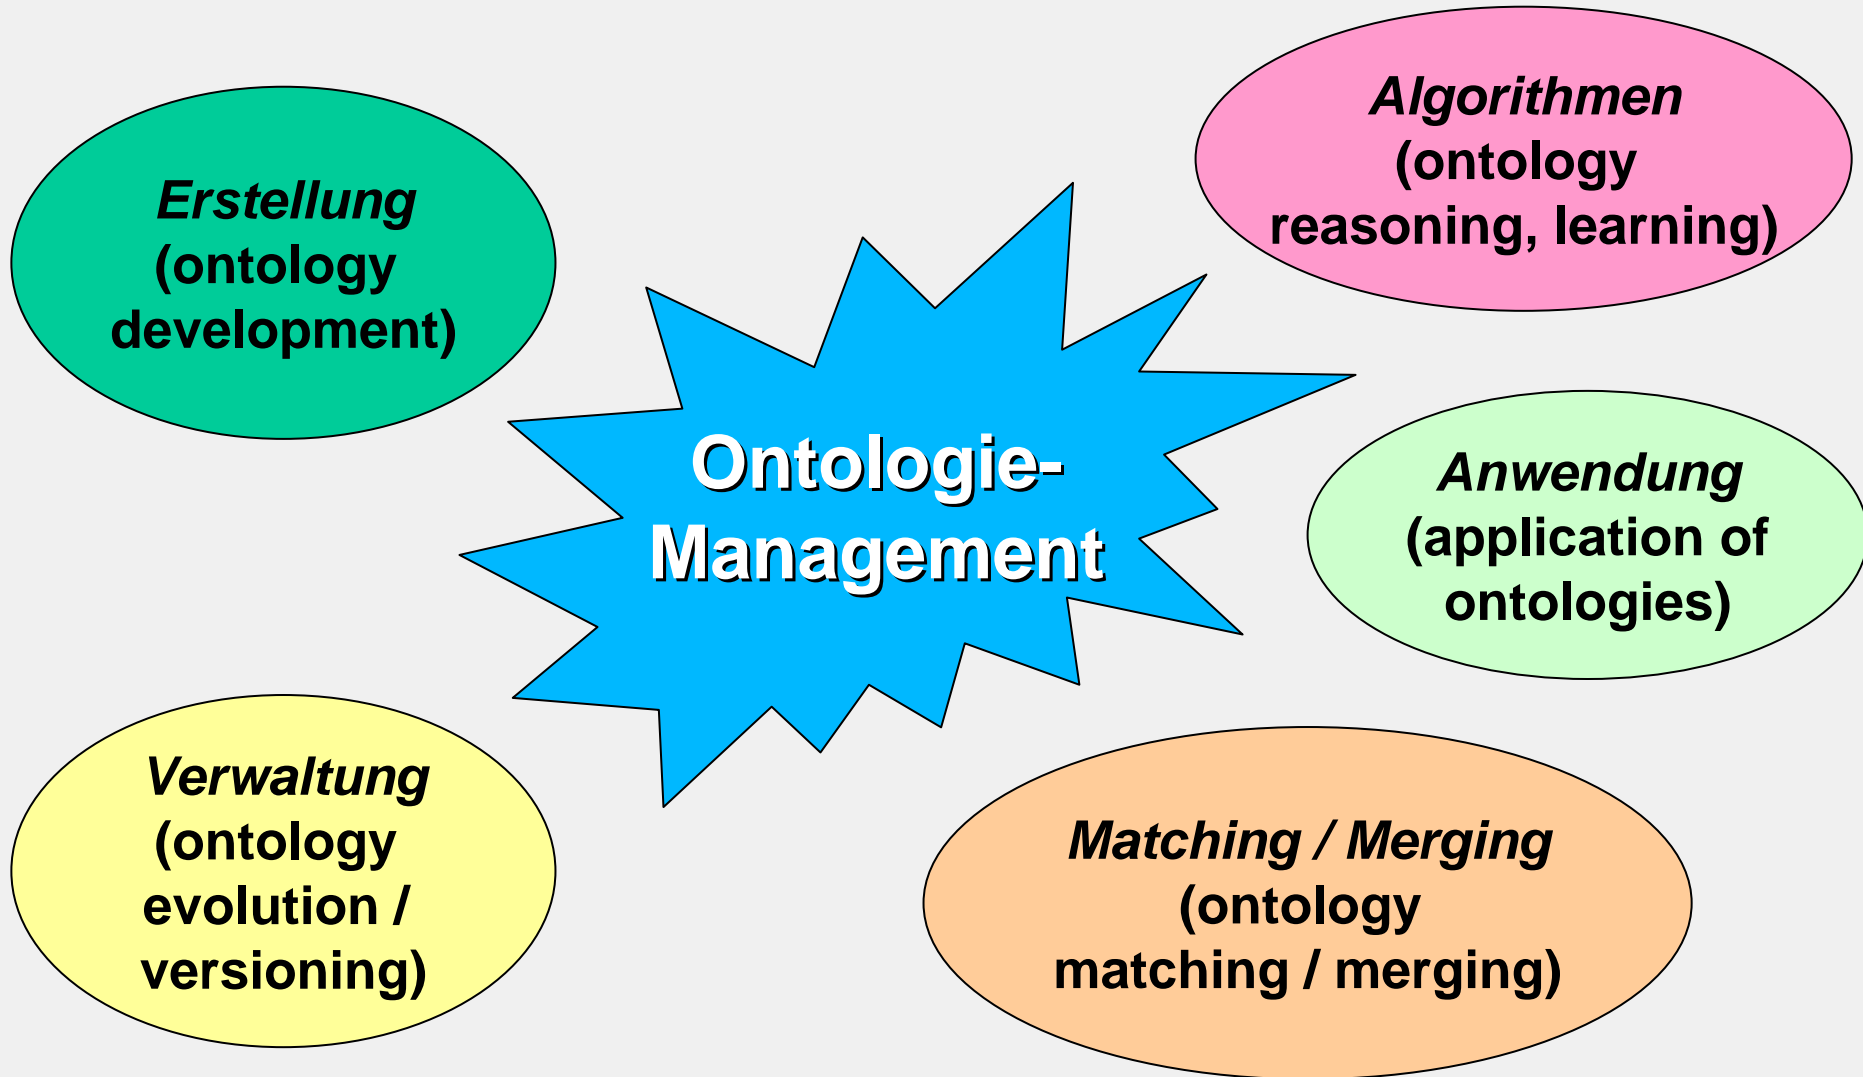 Erstellung
(ontology
development)
Algorithmen
(ontology
reasoning, learning)
Ontologie-
Management
Anwendung
(application of
ontologies)
Verwaltung
(ontology
evolution /
versioning)
Matching / Merging
(ontology
matching / merging)